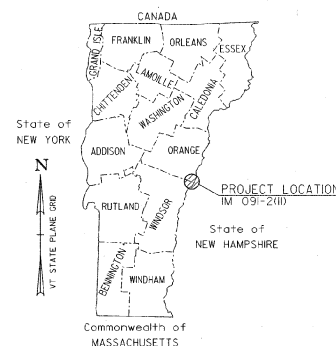 CANADA
FRANKLIN
ORLEANS
ESSEX
GRAND ISLE
LAMOILLE
CHITTENDEN
WASHINGTON
CALEDONIA
State of
NEW YORK
ADDISON
ORANGE
N
VT STATE PLANE GRID
PROJECT LOCATION
IM 091-2(11)
RUTLAND
WINDSOR
State of
NEW HAMPSHIRE
BENNINGTON
WINDHAM
Commonwealth of
MASSACHUSETTS